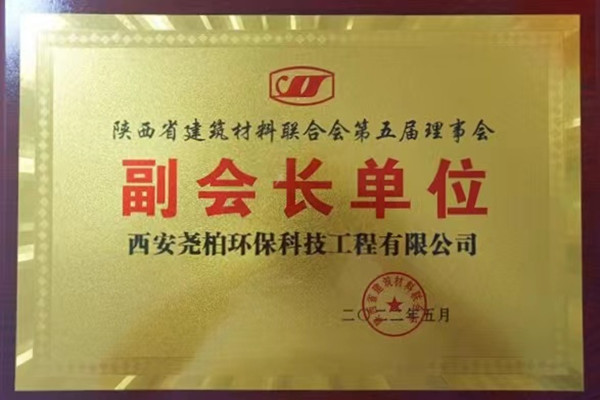 陕西省建筑材料联合会第五届理事会
副会长单位
西安尧柏环保科技工程有限公司
二〇二二年五月